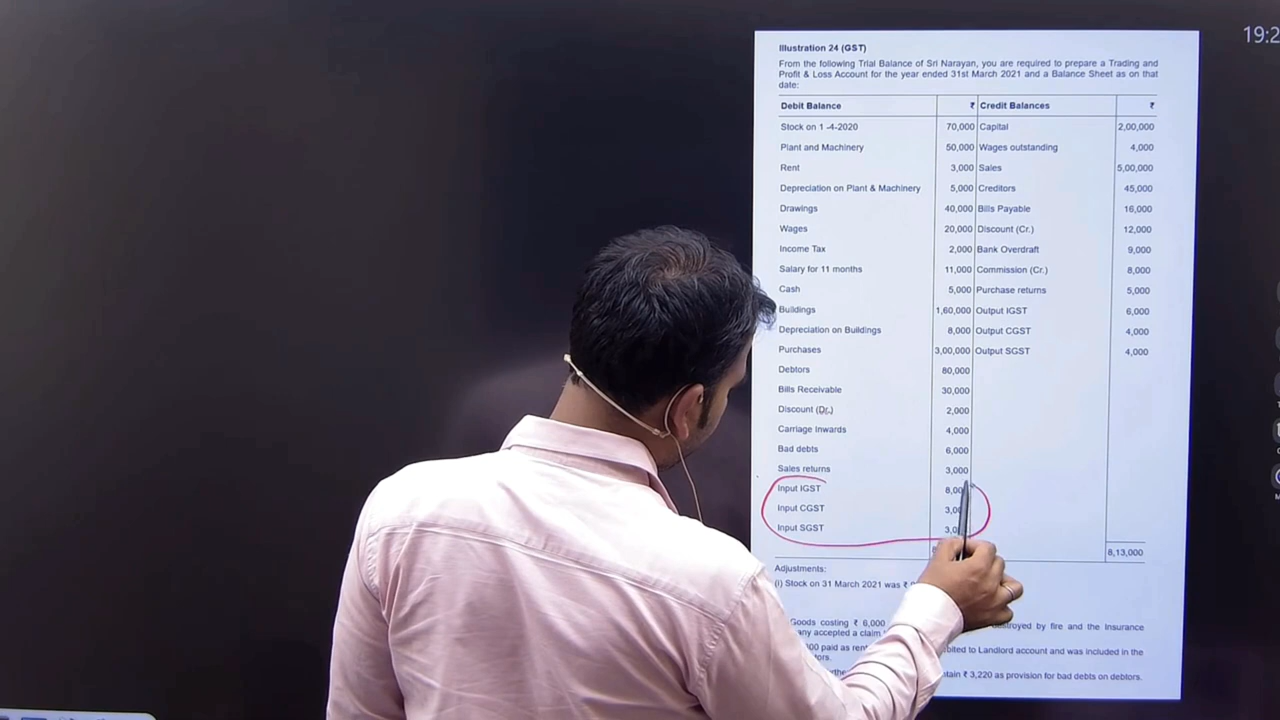 19:2
Illustration 24 (GST)
From the following Trial Balance of Sri Narayan, you are required to prepare a Trading and
Profit & Loss Account for the year ended 31st March 2021 and a Balance Sheet as on that
date:
Debit Balance ₹ Credit Balances ₹
Stock on 1 -4-2020 70,000 Capital 2,00,000
Plant and Machinery 50,000 Wages outstanding 4,000
Rent 3,000 Sales 5,00,000
Depreciation on Plant & Machinery 5,000 Creditors 45,000
Drawings 40,000 Bills Payable 16,000
Wages 20,000 Discount (Cr.) 12,000
Income Tax 2,000 Bank Overdraft 9,000
Salary for 11 months 11,000 Commission (Cr.) 8,000
Cash 5,000 Purchase returns 5,000
Buildings 1,60,000 Output IGST 6,000
Depreciation on Buildings 8,000 Output CGST 4,000
Purchases 3,00,000 Output SGST 4,000
Debtors 80,000
Bills Receivable 30,000
Discount (Dr.) 2,000
Carriage Inwards 4,000
Bad debts 6,000
Sales returns 3,000
Input IGST 8,00
Input CGST 3,0
Input SGST 3,0
8,13,000
Adjustments:
(i) Stock on 31 March 2021 was ₹
Goods costing ₹ 6,000 destroyed by fire and the Insurance
accepted a claim
paid as rent Landlord account and was included in the
₹ 3,220 as provision for bad debts on debtors.